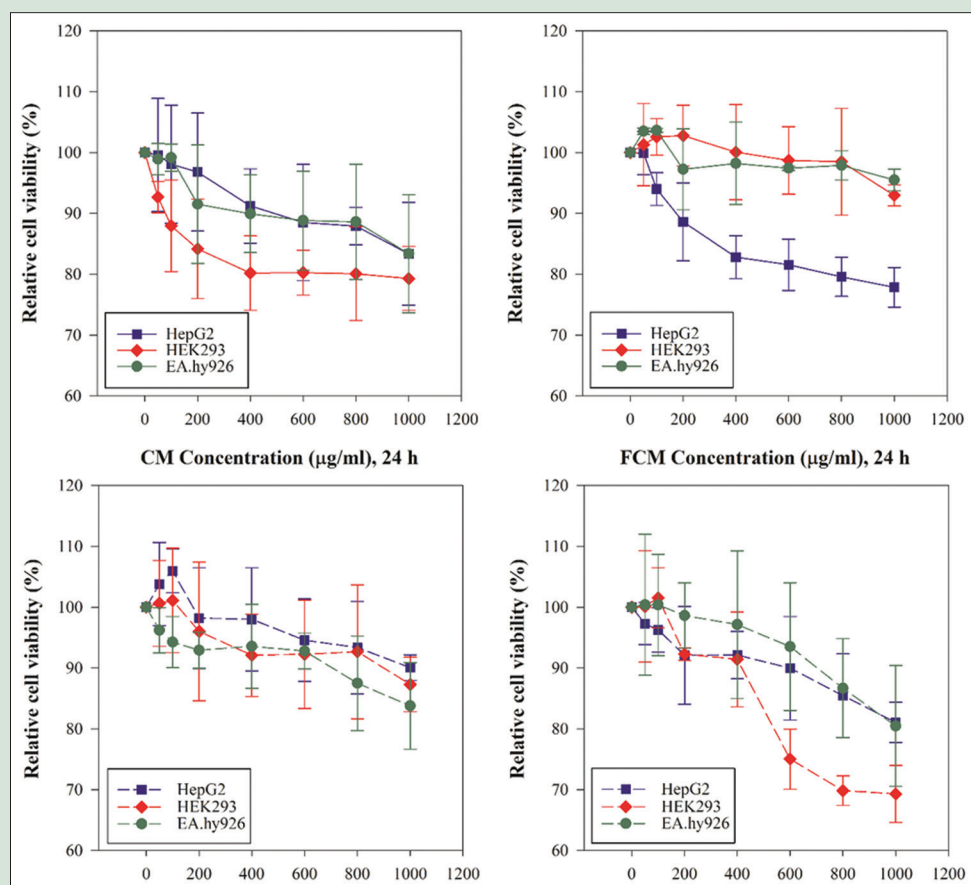 120
110
100
90
80
70
60
Relative cell viability (%)
HepG2
HEK293
EA.hy926
0 200 400 600 800 1000 1200
CM Concentration (μg/ml), 24 h
120
110
100
90
80
70
60
Relative cell viability (%)
HepG2
HEK293
EA.hy926
0 200 400 600 800 1000 1200
FCM Concentration (μg/ml), 24 h
120
110
100
90
80
70
60
Relative cell viability (%)
HepG2
HEK293
EA.hy926
0 200 400 600 800 1000 1200
120
110
100
90
80
70
60
Relative cell viability (%)
HepG2
HEK293
EA.hy926
0 200 400 600 800 1000 1200